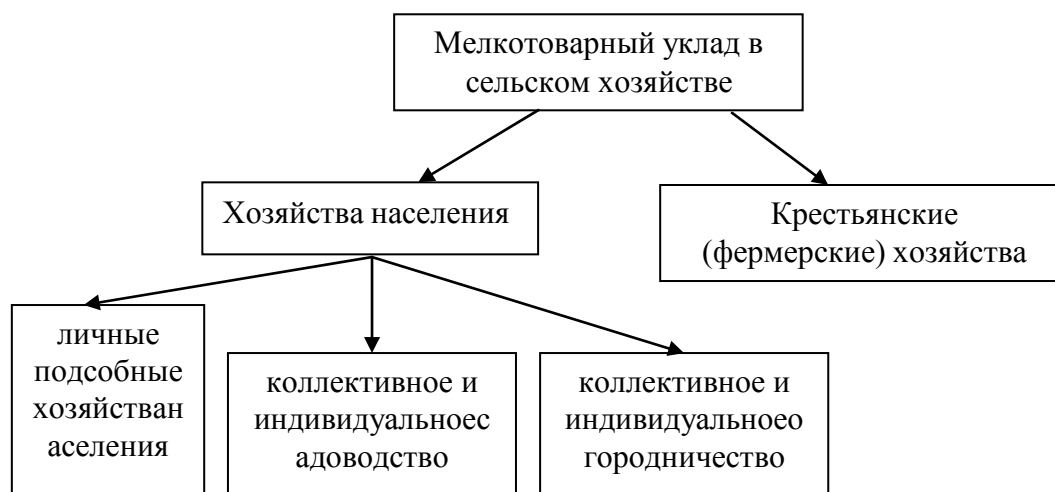 Мелкотоварный уклад в
сельском хозяйстве
Хозяйства населения
Крестьянские
(фермерские) хозяйства
личные
подсобные
хозяйстван
аселения
коллективное и
индивидуальноес
адоводство
коллективное и
индивидуальноео
городничество